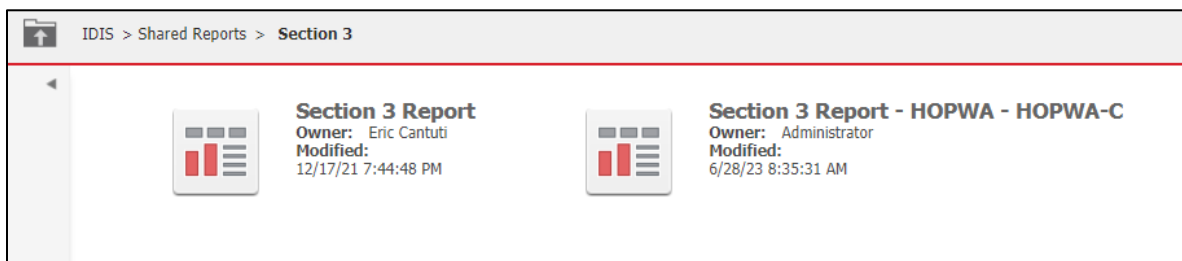 IDIS > Shared Reports > Section 3
Section 3 Report
Owner: Eric Cantuti
Modified:
12/17/21 7:44:48 PM
Section 3 Report - HOPWA - HOPWA-C
Owner: Administrator
Modified:
6/28/23 8:35:31 AM